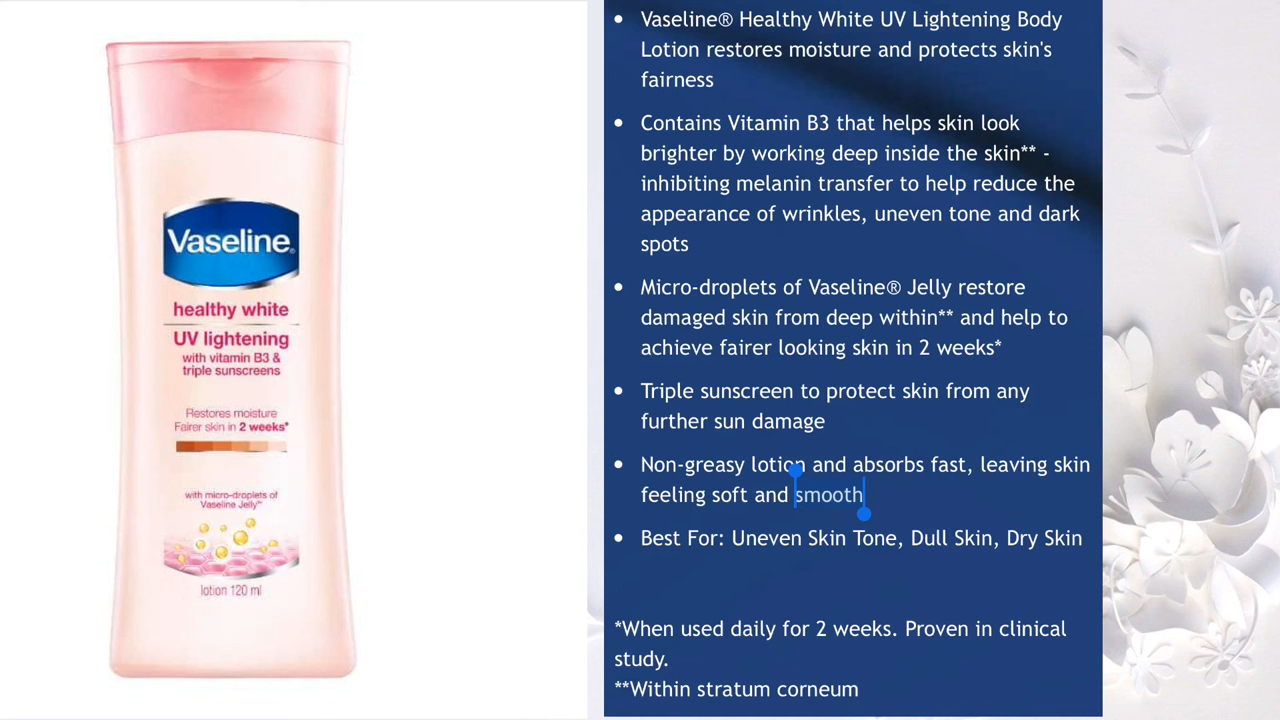 Vaseline®
healthy white
UV lightening
with vitamin B3 &
triple sunscreens
Restores moisture
Fairer skin in 2 weeks*
with micro-droplets of
Vaseline Jelly™
lotion 120 ml
• Vaseline® Healthy White UV Lightening Body
Lotion restores moisture and protects skin's
fairness
• Contains Vitamin B3 that helps skin look
brighter by working deep inside the skin** -
inhibiting melanin transfer to help reduce the
appearance of wrinkles, uneven tone and dark
spots
• Micro-droplets of Vaseline® Jelly restore
damaged skin from deep within** and help to
achieve fairer looking skin in 2 weeks*
• Triple sunscreen to protect skin from any
further sun damage
• Non-greasy lotion and absorbs fast, leaving skin
feeling soft and smooth
• Best For: Uneven Skin Tone, Dull Skin, Dry Skin
*When used daily for 2 weeks. Proven in clinical
study.
**Within stratum corneum